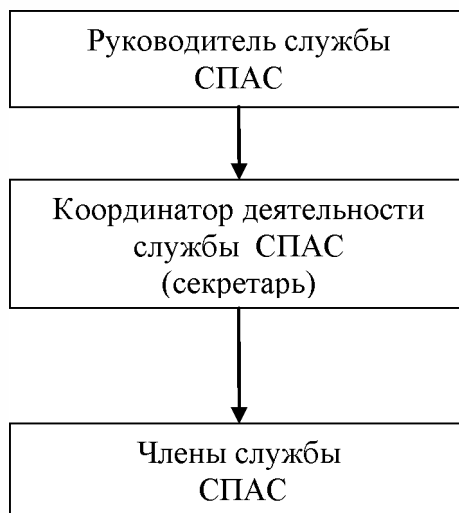 Руководитель службы
СПАС
Координатор деятельности
службы СПАС
(секретарь)
Члены службы
СПАС